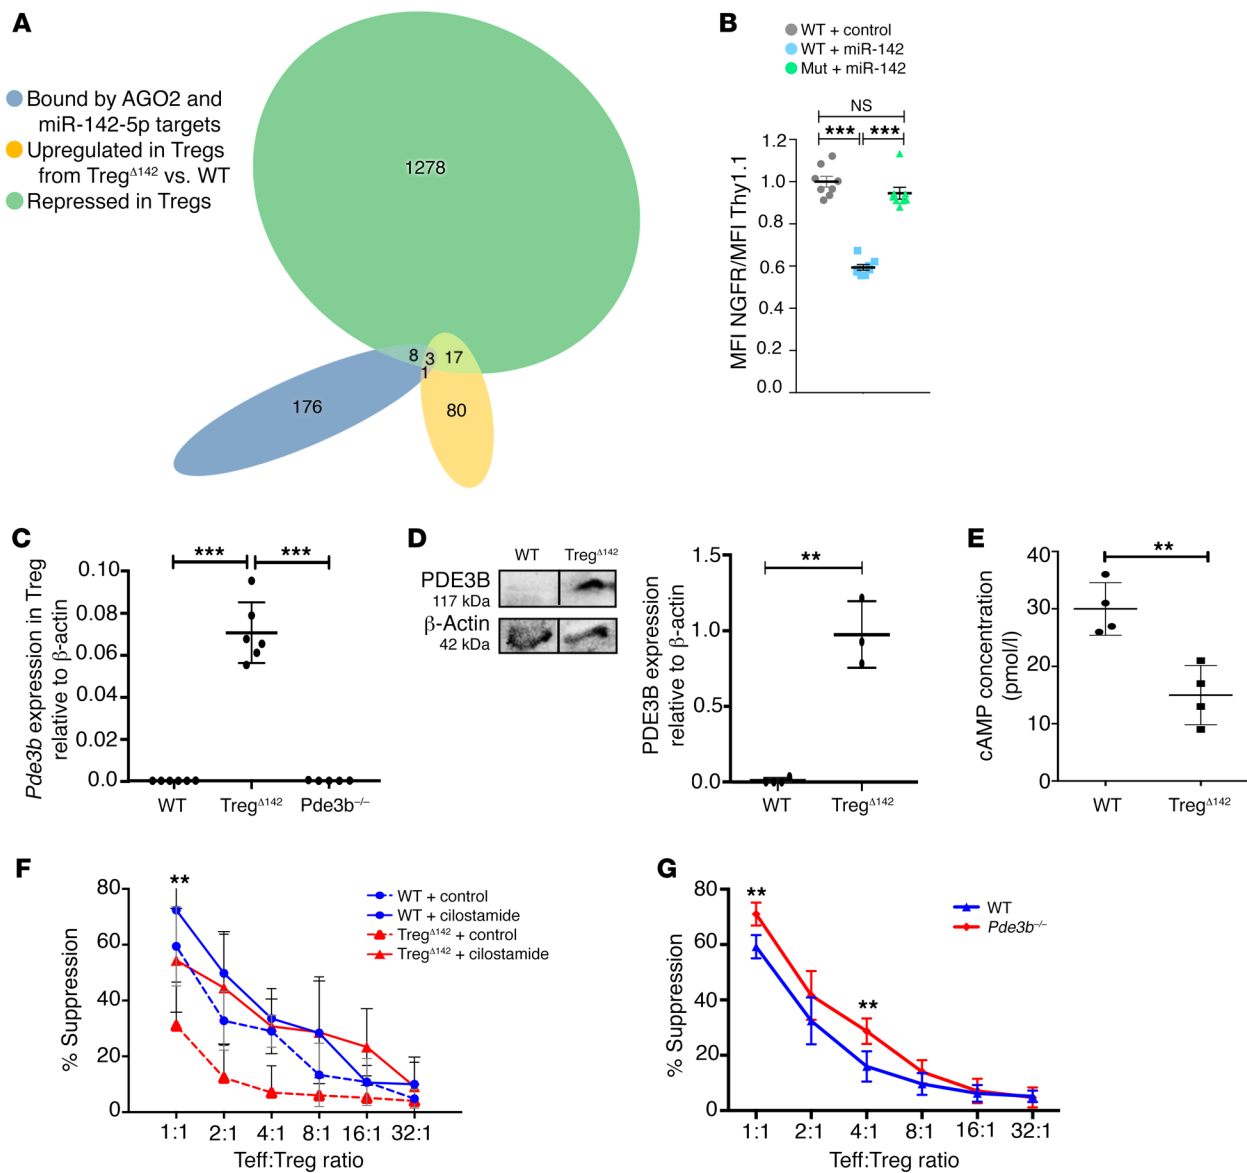 A
Bound by AGO2 and
miR-142-5p targets
Upregulated in Tregs
from TregΔ142 vs. WT
Repressed in Tregs
1278
8
3
17
1
176
80
B
WT + control
WT + miR-142
Mut + miR-142
NS
*** ***
MFI NGFR/MFI Thy1.1
1.2
1.0
0.8
0.6
0.4
0.2
0.0
C
*** ***
Pde3b expression in Treg
relative to β-actin
0.10
0.08
0.06
0.04
0.02
0.0
WT TregΔ142 Pde3b–/–
D
WT TregΔ142
PDE3B
117 kDa
β-Actin
42 kDa
**
PDE3B expression
relative to β-actin
1.5
1.0
0.5
0.0
WT TregΔ142
E
**
cAMP concentration
(pmol/l)
40
30
20
10
0
WT TregΔ142
F
**
WT + control
WT + cilostamide
TregΔ142 + control
TregΔ142 + cilostamide
% Suppression
80
60
40
20
0
1:1 2:1 4:1 8:1 16:1 32:1
Teff:Treg ratio
G
**
**
WT
Pde3b–/–
% Suppression
80
60
40
20
0
1:1 2:1 4:1 8:1 16:1 32:1
Teff:Treg ratio